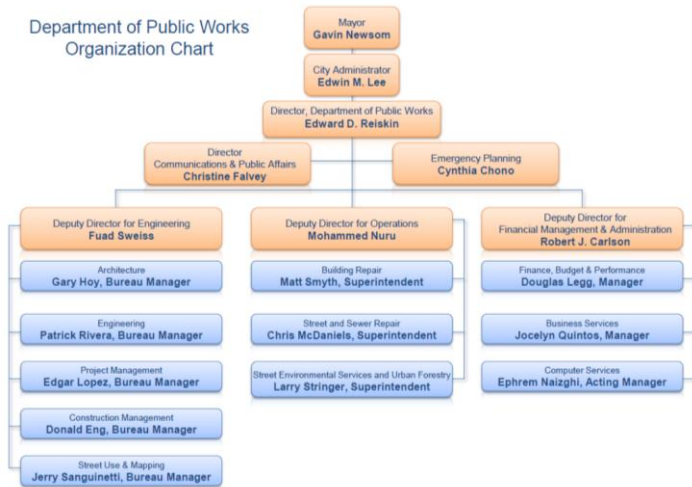 Department of Public Works
Organization Chart
Mayor
Gavin Newsom
City Administrator
Edwin M. Lee
Director, Department of Public Works
Edward D. Reiskin
Director
Communications & Public Affairs
Christine Falvey
Emergency Planning
Cynthia Chono
Deputy Director for Engineering
Fuad Sweiss
Architecture
Gary Hoy, Bureau Manager
Engineering
Patrick Rivera, Bureau Manager
Project Management
Edgar Lopez, Bureau Manager
Construction Management
Donald Eng, Bureau Manager
Street Use & Mapping
Jerry Sanguinetti, Bureau Manager
Deputy Director for Operations
Mohammed Nuru
Building Repair
Matt Smyth, Superintendent
Street and Sewer Repair
Chris McDaniels, Superintendent
Street Environmental Services and Urban Forestry
Larry Stringer, Superintendent
Deputy Director for
Financial Management & Administration
Robert J. Carlson
Finance, Budget & Performance
Douglas Legg, Manager
Business Services
Jocelyn Quintos, Manager
Computer Services
Ephrem Naizghi, Acting Manager